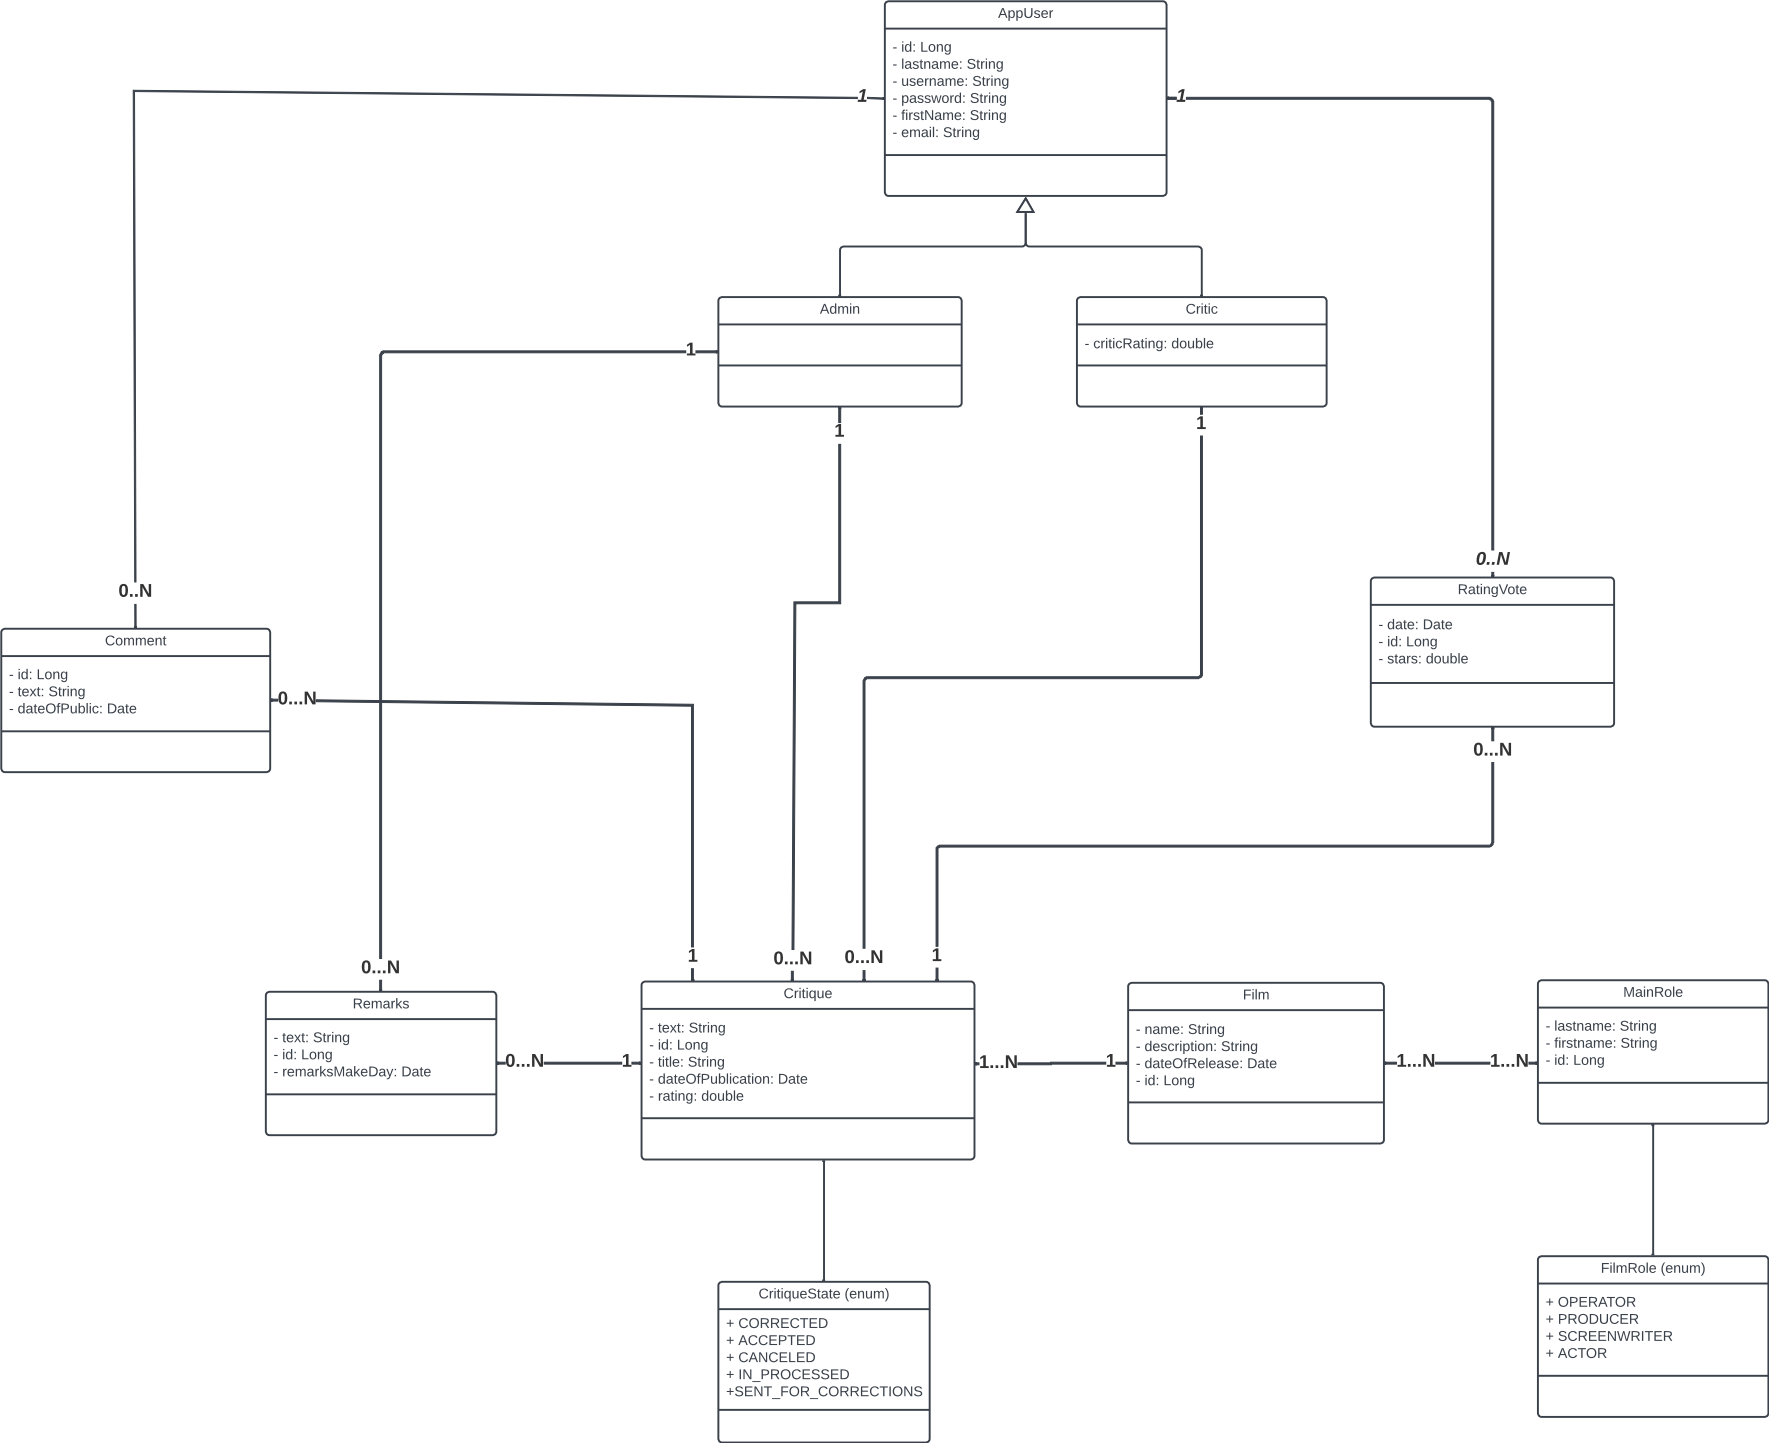 AppUser
- id: Long
- lastname: String
- username: String
- password: String
- firstName: String
- email: String
1
1
Admin
Critic
- criticRating: double
1
1
1
0..N
0..N
Comment
- id: Long
- text: String
- dateOfPublic: Date
0...N
RatingVote
- date: Date
- id: Long
- stars: double
0...N
0...N
1
0...N
0...N
1
Remarks
- text: String
- id: Long
- remarksMakeDay: Date
0...N
1
Critique
- text: String
- id: Long
- title: String
- dateOfPublication: Date
- rating: double
1...N
1
Film
- name: String
- description: String
- dateOfRelease: Date
- id: Long
1...N
1...N
MainRole
- lastname: String
- firstname: String
- id: Long
CritiqueState (enum)
+ CORRECTED
+ ACCEPTED
+ CANCELED
+ IN_PROCESSED
+SENT_FOR_CORRECTIONS
FilmRole (enum)
+ OPERATOR
+ PRODUCER
+ SCREENWRITER
+ ACTOR